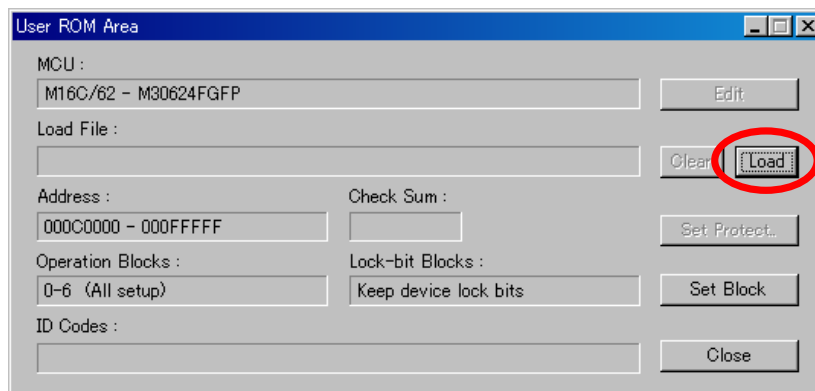 User ROM Area
MCU :
M16C/62 - M30624FGFP
Edit
Load File :
Clear
Load
Address :
Check Sum :
000C0000 - 000FFFFF
Set Protect..
Operation Blocks :
Lock-bit Blocks :
0-6 (All setup)
Keep device lock bits
Set Block
ID Codes :
Close